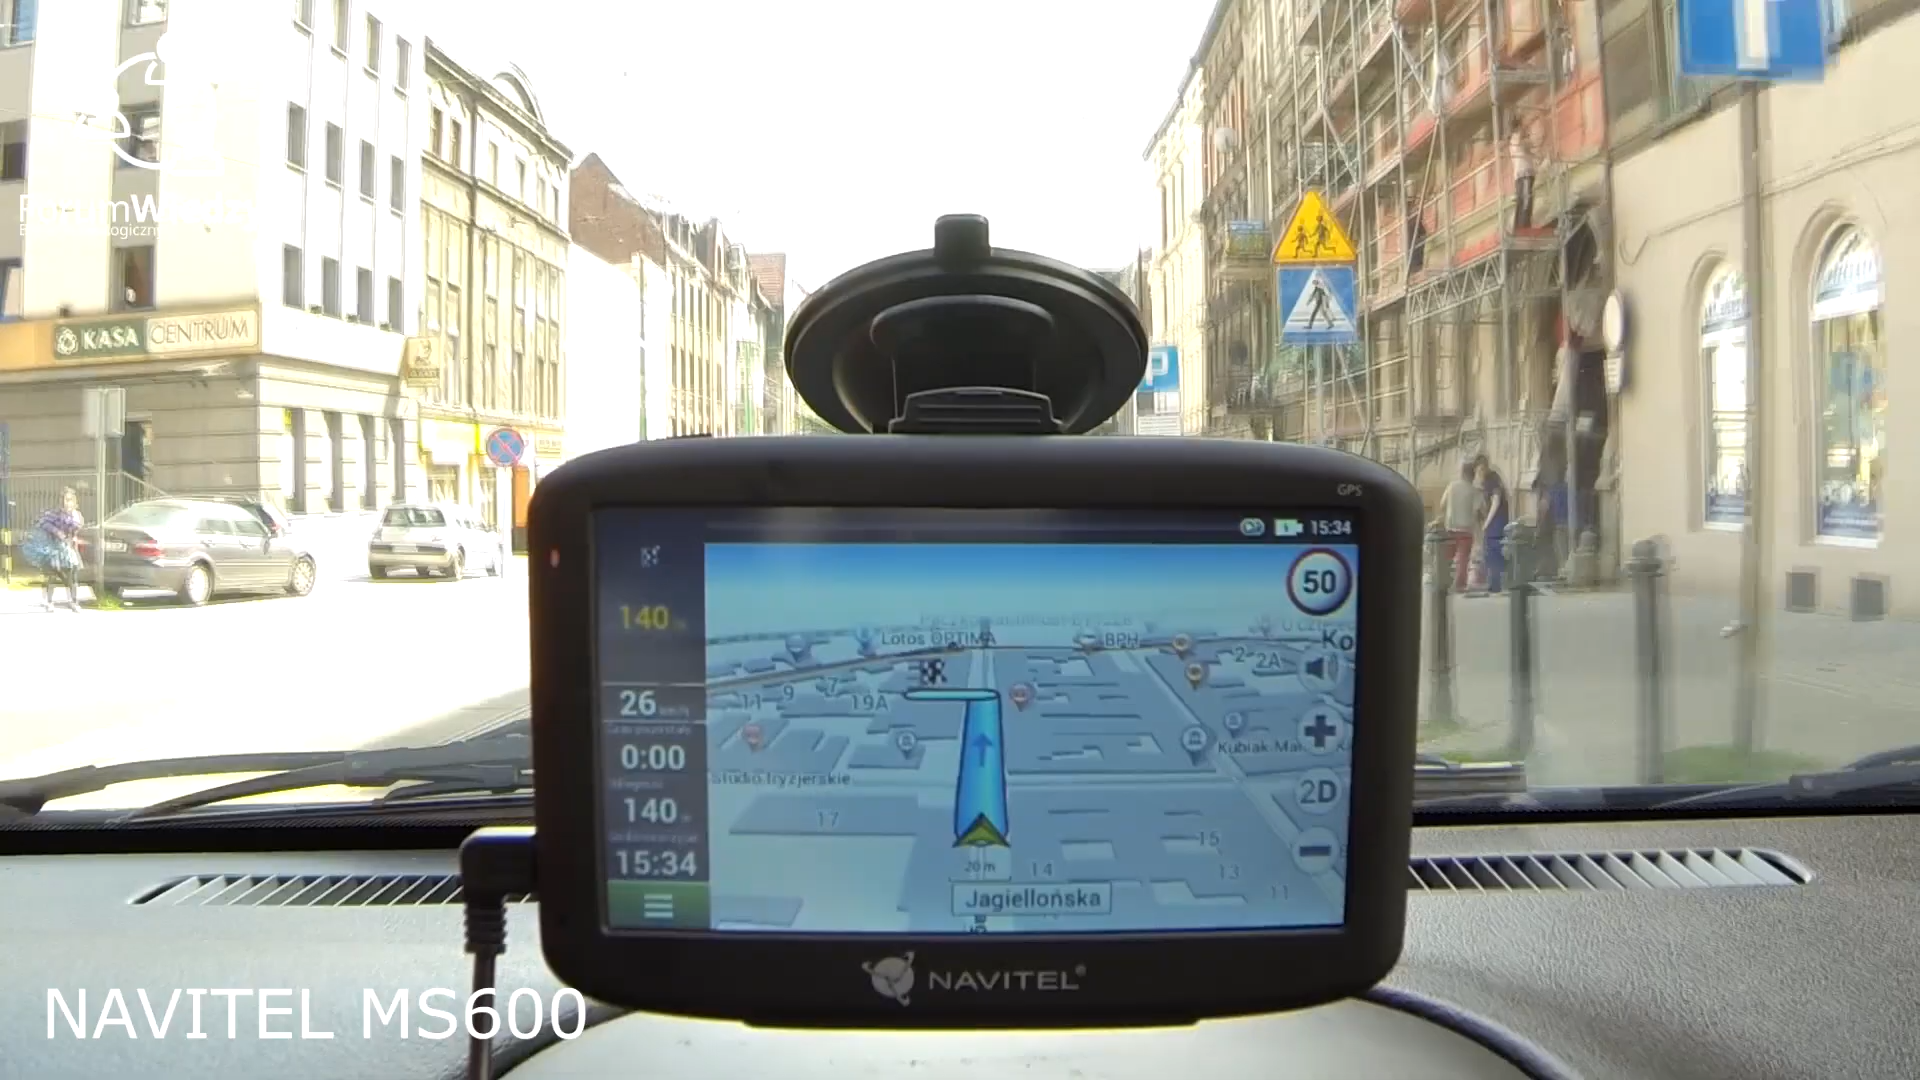 KASA CENTRUM
P
GPS
15:34
50
140
Lotos OPTIMA
BPH
Ko
2
2A
11
9
7
19A
26 km/h
0:00
Kubiak
Studio fryzjerskie
2D
140
17
15
15:34
20 m
14
13
11
Jagiellońska
NAVITEL
NAVITEL MS600